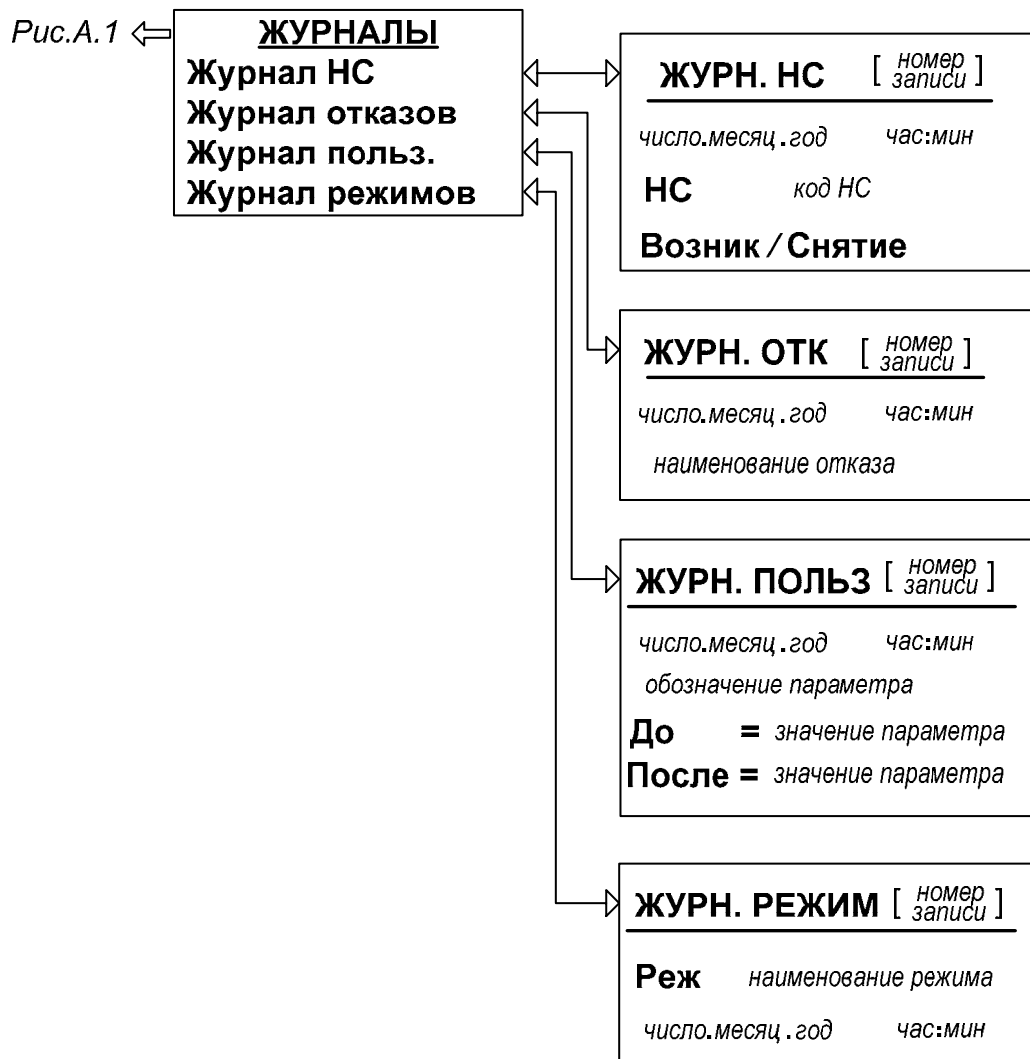 Рис.А.1
ЖУРНАЛЫ
Журнал НС
Журнал отказов
Журнал польз.
Журнал режимов
ЖУРН. НС [ номер записи ]
число.месяц.год час:мин
НС код НС
Возник / Снятие
ЖУРН. ОТК [ номер записи ]
число.месяц.год час:мин
наименование отказа
ЖУРН. ПОЛЬЗ [ номер записи ]
число.месяц.год час:мин
обозначение параметра
До = значение параметра
После = значение параметра
ЖУРН. РЕЖИМ [ номер записи ]
Реж наименование режима
число.месяц.год час:мин